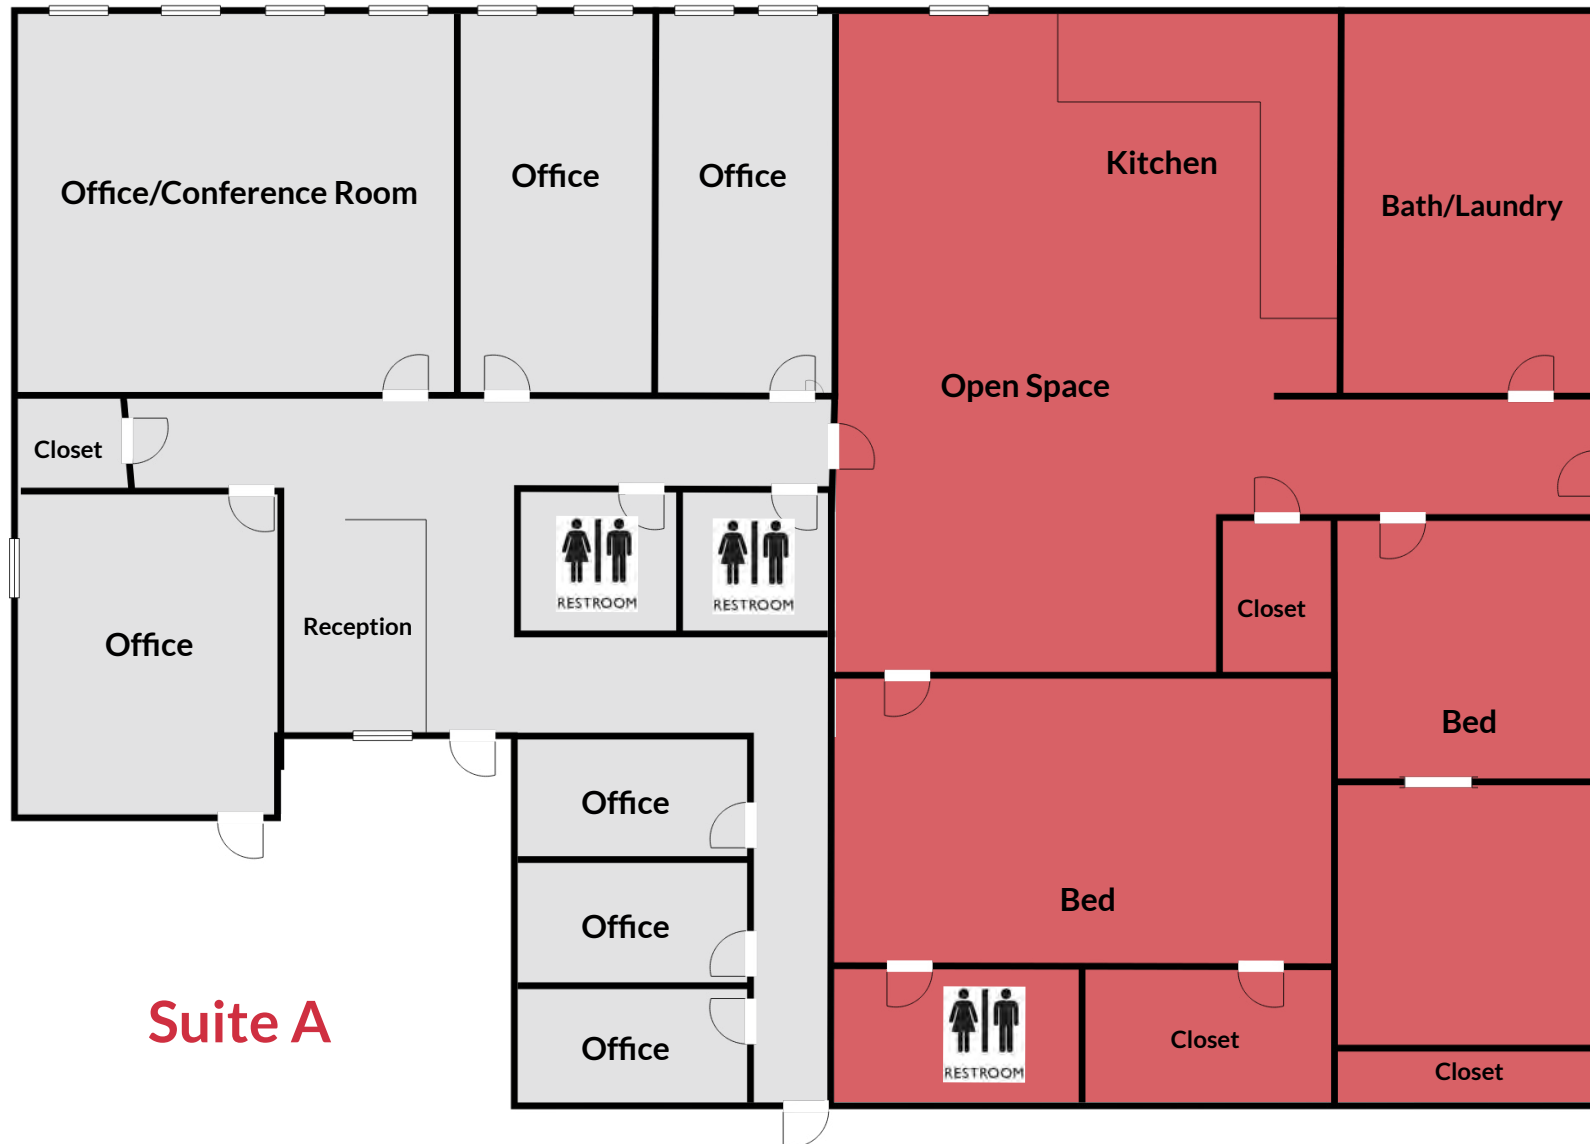 Office/Conference Room
Office
Office
Kitchen
Bath/Laundry
Open Space
Closet
RESTROOM
RESTROOM
Closet
Reception
Office
Bed
Office
Bed
Office
Suite A
Office
Closet
RESTROOM
Closet